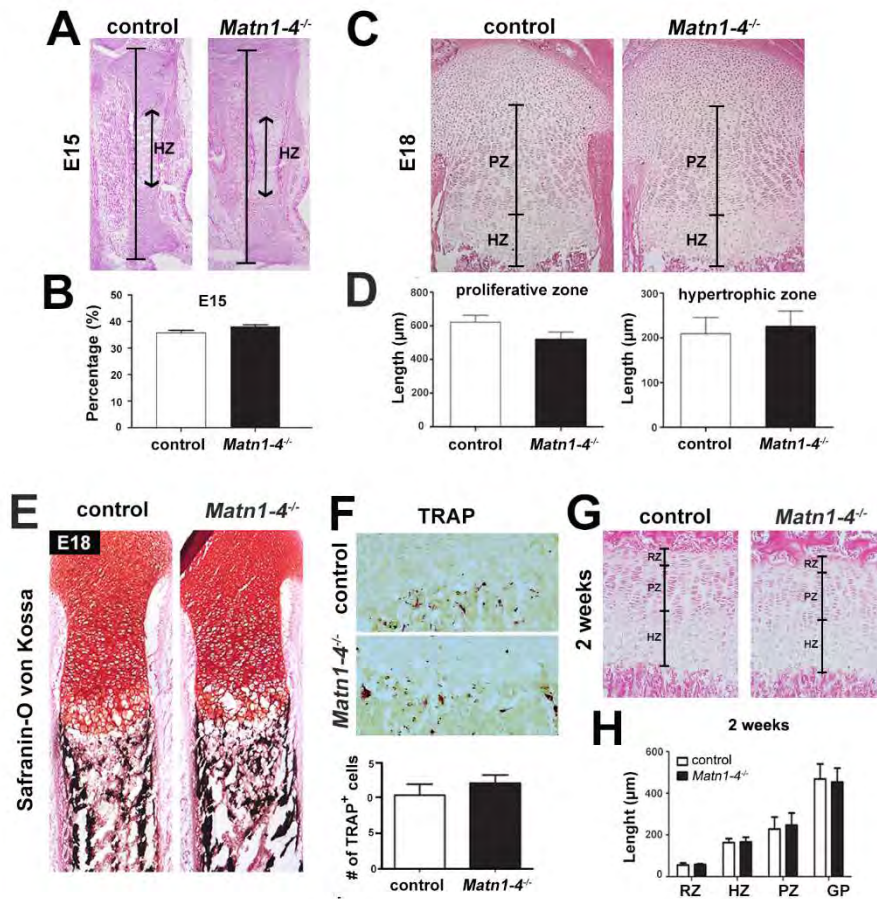 A control Matn1-4-/-
E15
HZ HZ
B
E15
Percentage (%)
50
40
30
20
10
0
control Matn1-4-/-
C control Matn1-4-/-
E18
PZ PZ
HZ HZ
D
proliferative zone
Length (µm)
800
600
400
200
0
control Matn1-4-/-
hypertrophic zone
Length (µm)
300
200
100
0
control Matn1-4-/-
E control Matn1-4-/-
E18
Safranin-O von Kossa
F TRAP
control
Matn1-4-/-
# of TRAP+ cells
5
0
5
0
control Matn1-4-/-
G control Matn1-4-/-
2 weeks
RZ RZ
PZ PZ
HZ HZ
H
2 weeks
control
Matn1-4-/-
Lenght (µm)
600
400
200
0
RZ HZ PZ GP